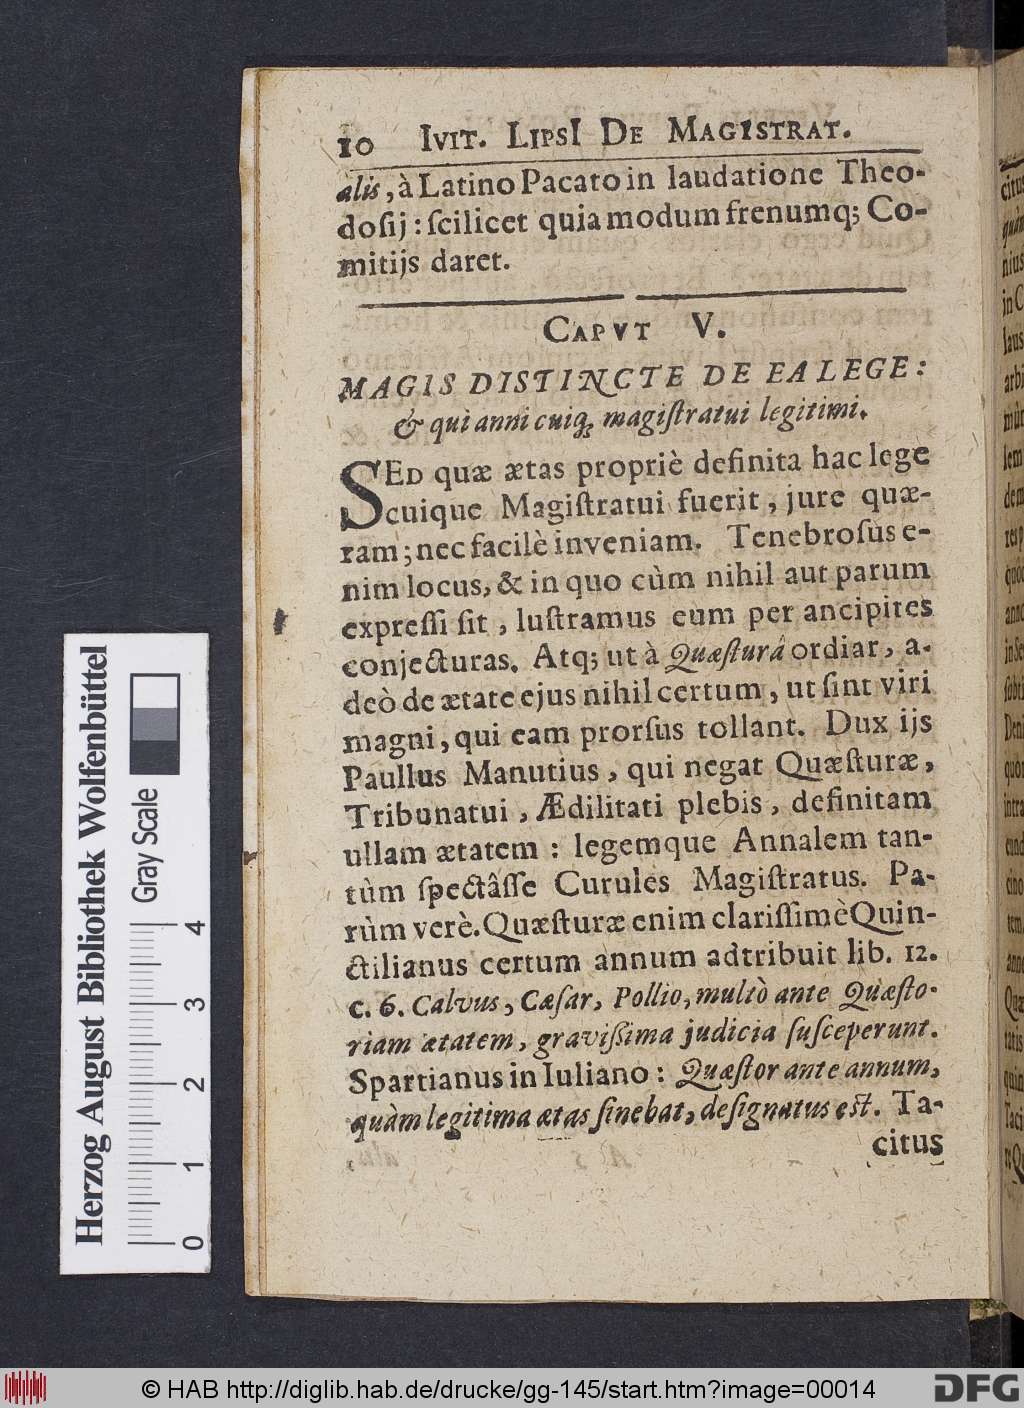 10 IVIT. LIPSI DE MAGISTRAT.
alis, à Latino Pacato in laudatione Theo-
dosij: scilicet quia modum frenumq; Co-
mitijs daret.
CAPVT V.
MAGIS DISTINCTE DE EA LEGE:
& qui anni cuiq; magistratui legitimi.
SED quæ ætas propriè definita hac lege
cuique Magistratui fuerit, jure quæ-
ram; nec facilè inveniam. Tenebrosus e-
nim locus, & in quo cùm nihil aut parum
expressi sit, lustramus eum per ancipites
conjecturas. Atq; ut à Quæsturâ ordiar, a-
deò de ætate ejus nihil certum, ut sint viri
magni, qui eam prorsus tollant. Dux ijs
Paullus Manutius, qui negat Quæsturæ,
Tribunatui, Ædilitati plebis, definitam
ullam ætatem: legemque Annalem tan-
tùm spectâsse Curules Magistratus. Pa-
rùm verè. Quæsturæ enim clarissimè Quin-
ctilianus certum annum adtribuit lib. 12.
c. 6. Calvus, Cæsar, Pollio, multò ante Quæsto-
riam ætatem, gravissima judicia susceperunt.
Spartianus in Iuliano: Quæstor ante annum,
quàm legitima ætas sinebat, designatus est. Ta-
citus
Herzog August Bibliothek Wolfenbüttel
Gray Scale
0 1 2 3 4
© HAB http://diglib.hab.de/drucke/gg-145/start.htm?image=00014
DFG